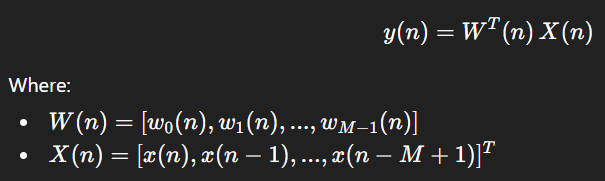 y(n) = W^T(n) X(n)
Where:
• W(n) = [w_0(n), w_1(n), ..., w_{M−1}(n)]
• X(n) = [x(n), x(n − 1), ..., x(n − M + 1)]^T